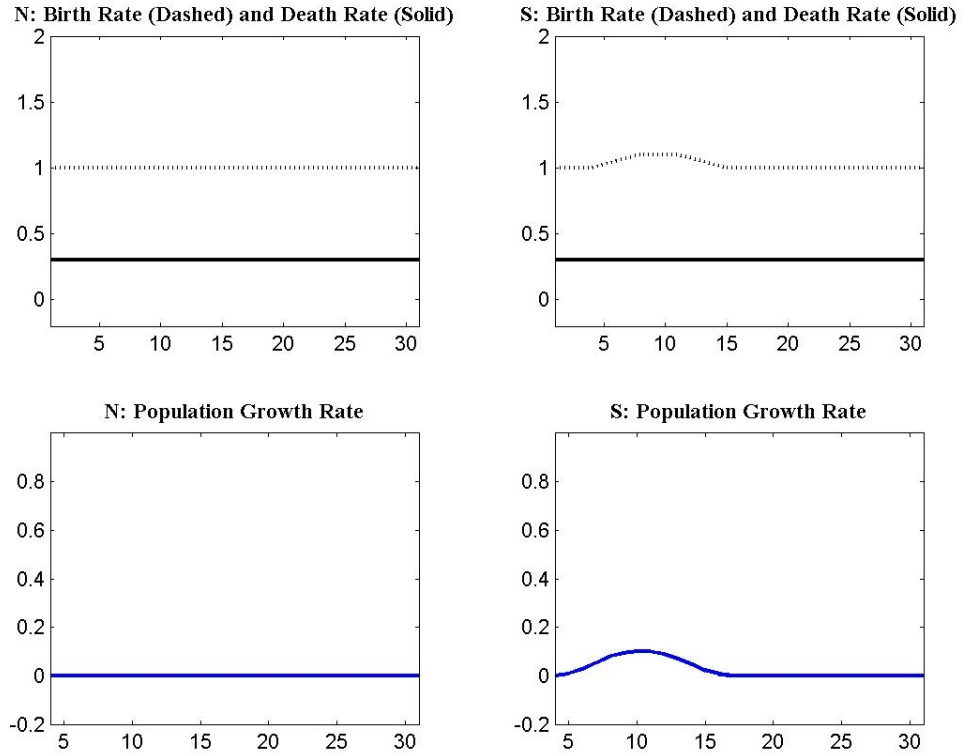 N: Birth Rate (Dashed) and Death Rate (Solid)
2
1.5
1
0.5
0
5 10 15 20 25 30
S: Birth Rate (Dashed) and Death Rate (Solid)
2
1.5
1
0.5
0
5 10 15 20 25 30
N: Population Growth Rate
0.8
0.6
0.4
0.2
0
-0.2
5 10 15 20 25 30
S: Population Growth Rate
0.8
0.6
0.4
0.2
0
-0.2
5 10 15 20 25 30